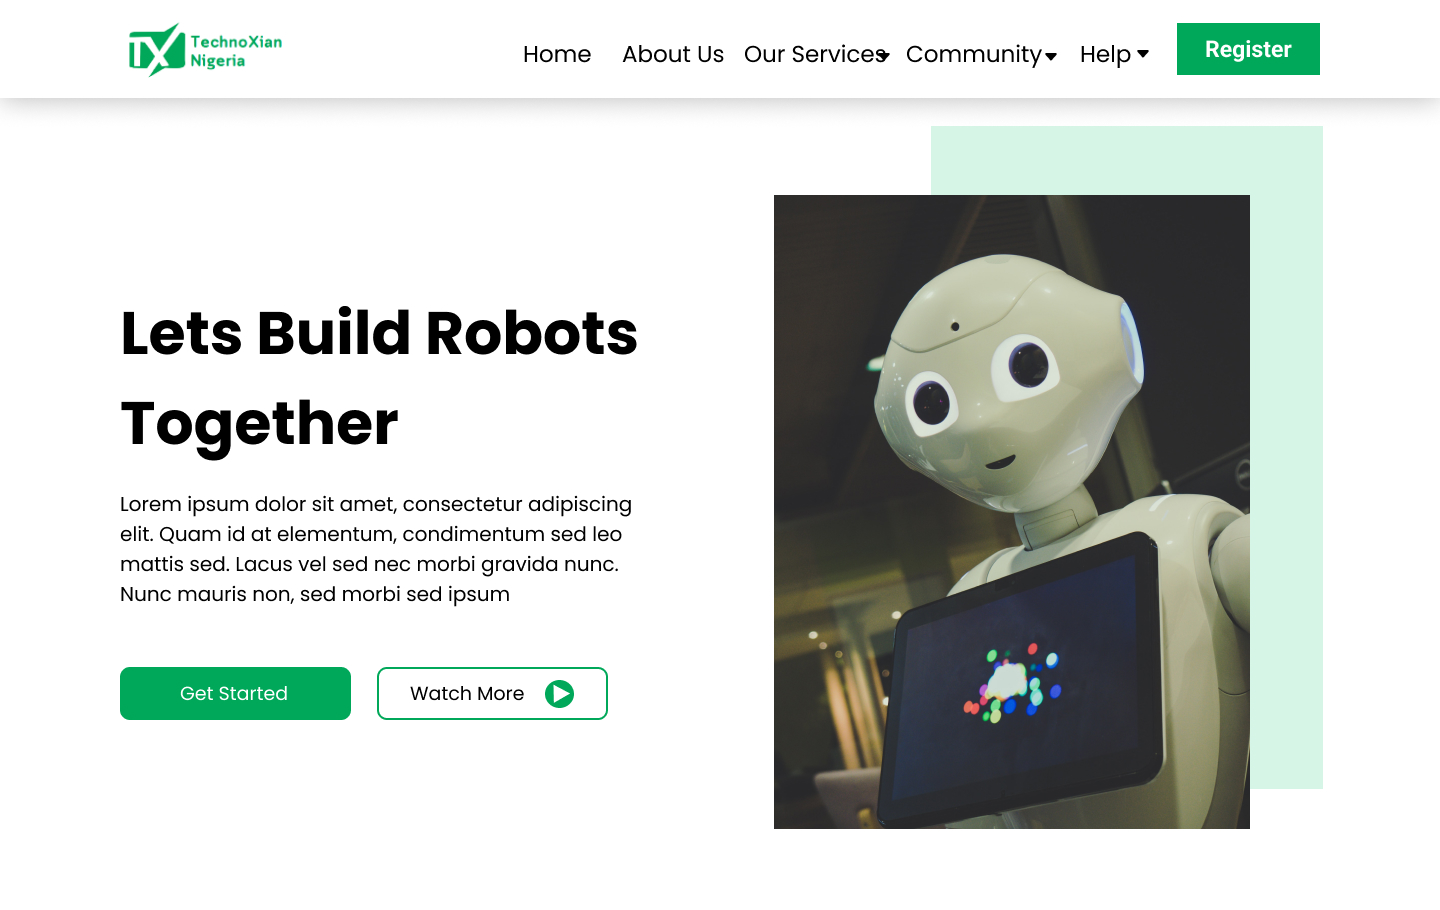 TX TechnoXian
Nigeria
Home About Us Our Services Community Help Register
Lets Build Robots
Together
Lorem ipsum dolor sit amet, consectetur adipiscing
elit. Quam id at elementum, condimentum sed leo
mattis sed. Lacus vel sed nec morbi gravida nunc.
Nunc mauris non, sed morbi sed ipsum
Get Started Watch More